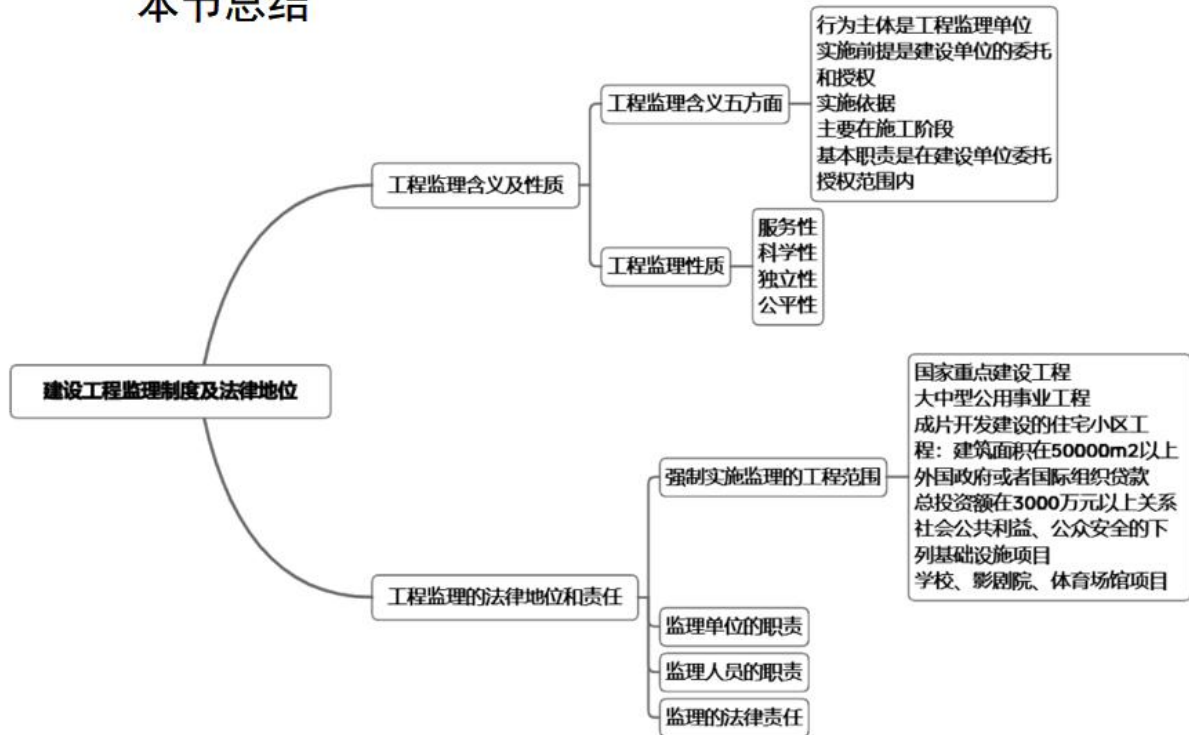 本节总结
行为主体是工程监理单位
实施前提是建设单位的委托
和授权
实施依据
主要在施工阶段
基本职责是在建设单位委托
授权范围内
工程监理含义五方面
工程监理含义及性质
服务性
科学性
独立性
公平性
工程监理性质
建设工程监理制度及法律地位
国家重点建设工程
大中型公用事业工程
成片开发建设的住宅小区工
程：建筑面积在50000m2以上
外国政府或者国际组织贷款
总投资额在3000万元以上关系
社会公共利益、公众安全的下
列基础设施项目
学校、影剧院、体育场馆项目
强制实施监理的工程范围
工程监理的法律地位和责任
监理单位的职责
监理人员的职责
监理的法律责任